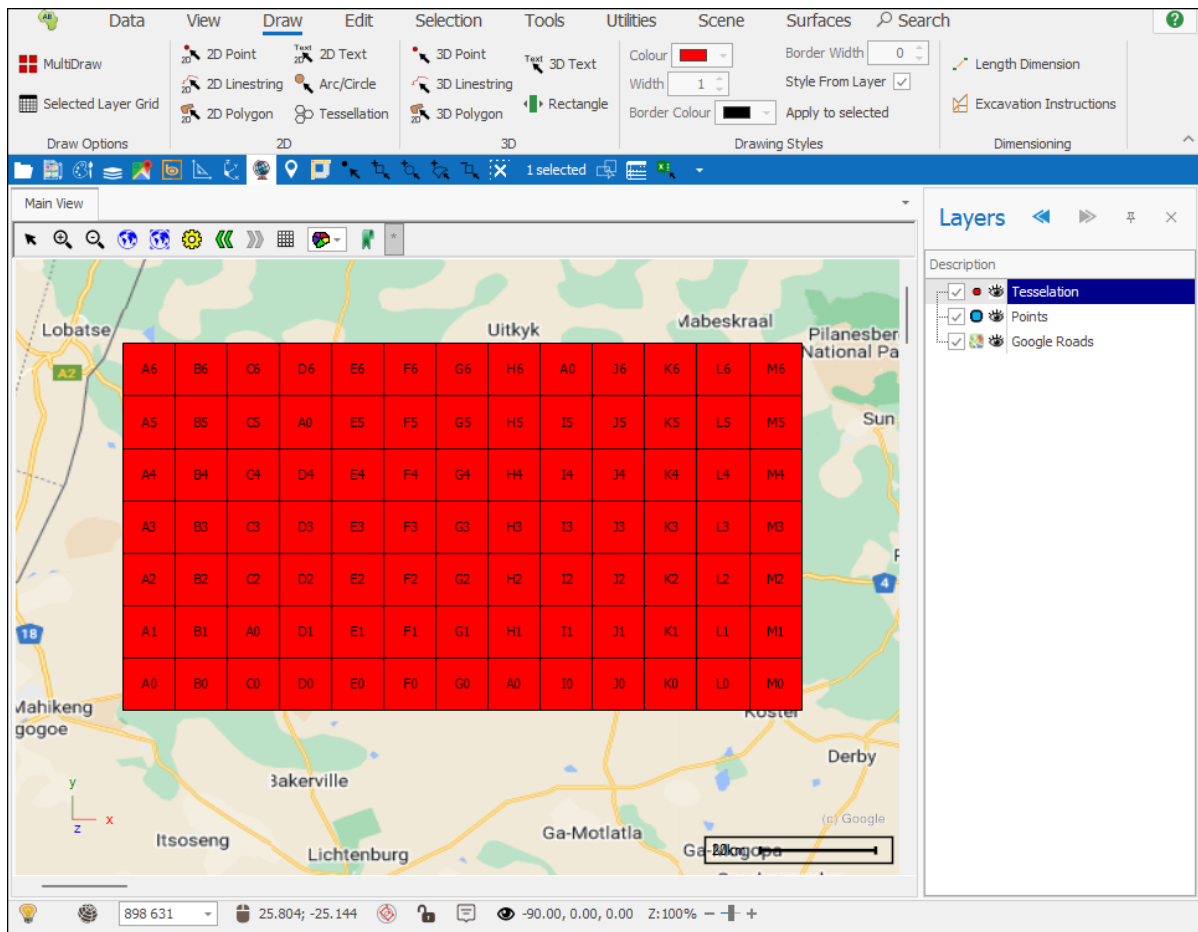 AB
Data View Draw Edit Selection Tools Utilities Scene Surfaces Search ?
MultiDraw
Selected Layer Grid
Draw Options
2D Point
2D Linestring
2D Polygon
2D Text
Arc/Circle
Tessellation
2D
3D Point
3D Linestring
3D Polygon
3D Text
Rectangle
3D
Colour
Width 1
Border Colour
Border Width 0
Style From Layer
Apply to selected
Drawing Styles
Length Dimension
Excavation Instructions
Dimensioning
1 selected
Main View
Layers
Description
Tesselation
Points
Google Roads
Lobatse
Uitkyk
Mabeskraal
Pilanesber
National Pa
A2
A6 B6 C6 D6 E6 F6 G6 H6 A0 J6 K6 L6 M6
A5 B5 C5 A0 E5 F5 G5 H5 I5 J5 K5 L5 M5
Sun
A4 B4 C4 D4 E4 F4 G4 H4 I4 J4 K4 L4 M4
A3 B3 C3 D3 E3 F3 G3 H3 I3 J3 K3 L3 M3
A2 B2 C2 D2 E2 F2 G2 H2 I2 J2 K2 L2 M2
4
18
A1 B1 A0 D1 E1 F1 G1 H1 I1 J1 K1 L1 M1
A0 B0 C0 D0 E0 F0 G0 A0 I0 J0 K0 L0 M0
Mahikeng
gogoe
Koster
Derby
Bakerville
y
x
z
(c) Google
Itsoseng
Lichtenburg
Ga-Motlatla
898 631 25.804; -25.144 -90.00, 0.00, 0.00 Z:100%